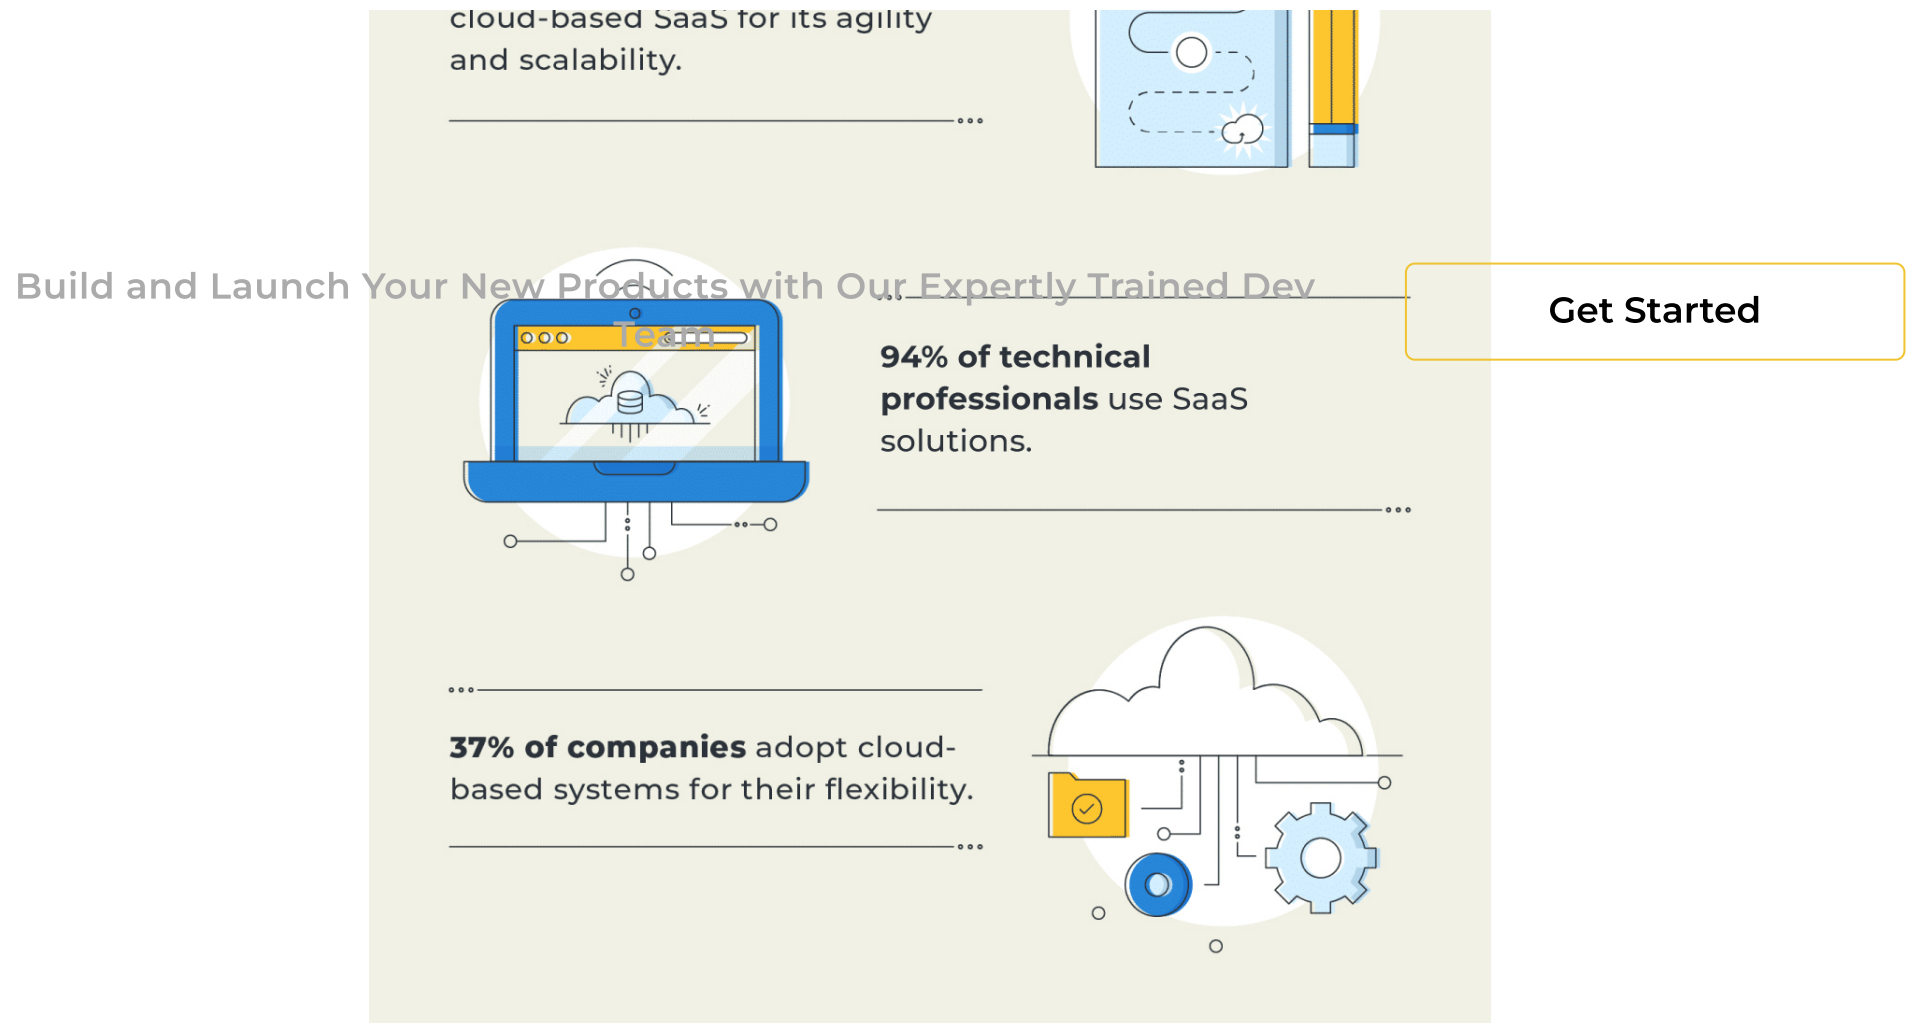 cloud-based SaaS for its agility
and scalability.
Build and Launch Your New Products with Our Expertly Trained Dev
Team
Get Started
94% of technical
professionals use SaaS
solutions.
37% of companies adopt cloud-
based systems for their flexibility.